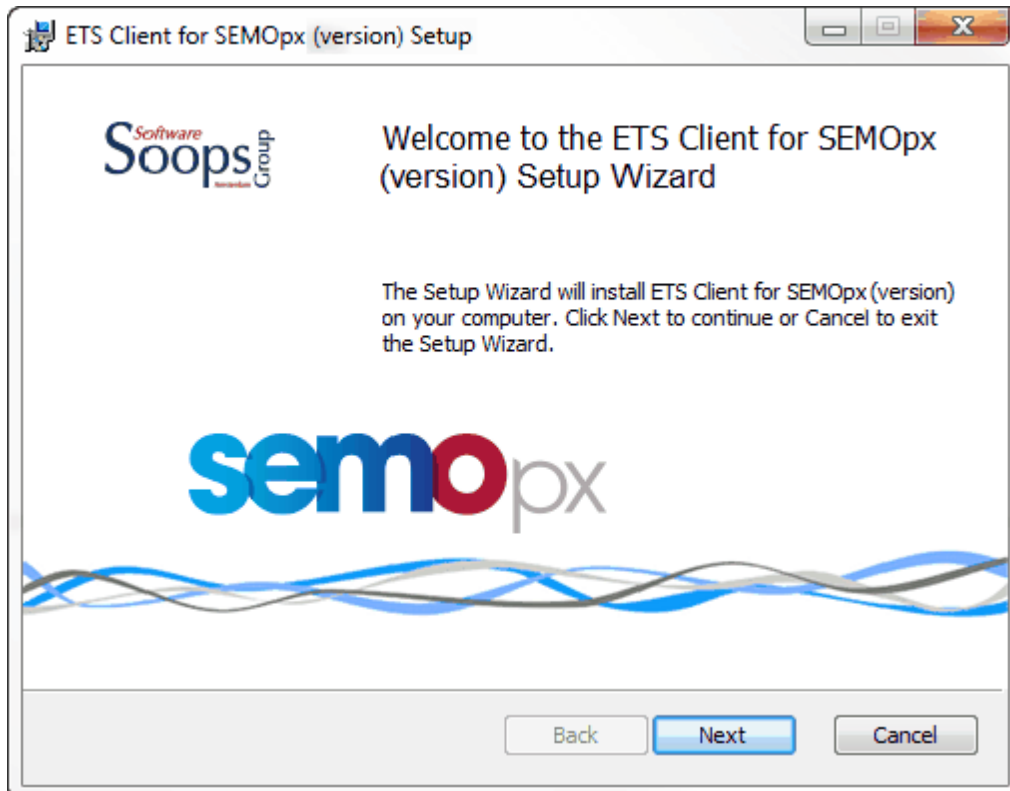 ETS Client for SEMOpx (version) Setup
Software
Soops
Group
Amsterdam
Welcome to the ETS Client for SEMOpx
(version) Setup Wizard
The Setup Wizard will install ETS Client for SEMOpx (version)
on your computer. Click Next to continue or Cancel to exit
the Setup Wizard.
semopx
Back
Next
Cancel